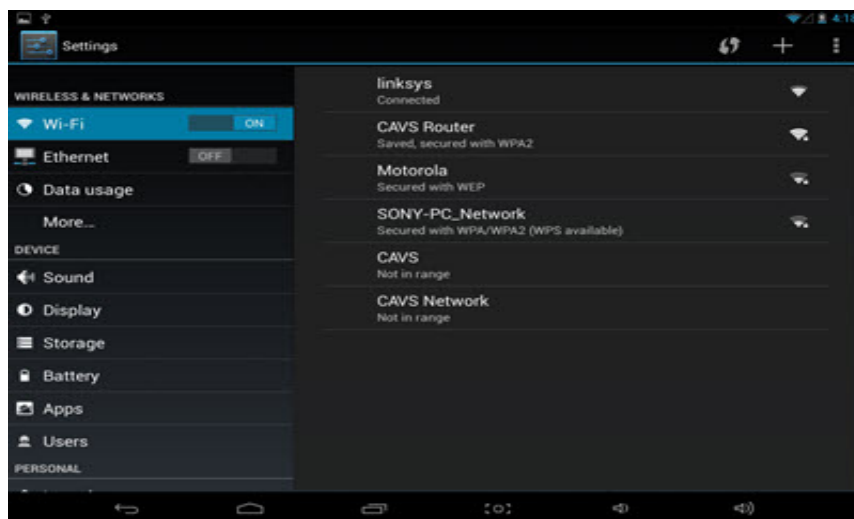 4:18
Settings
WIRELESS & NETWORKS
Wi-Fi ON
Ethernet OFF
Data usage
More...
DEVICE
Sound
Display
Storage
Battery
Apps
Users
PERSONAL
linksys
Connected
CAVS Router
Saved, secured with WPA2
Motorola
Secured with WEP
SONY-PC_Network
Secured with WPA/WPA2 (WPS available)
CAVS
Not in range
CAVS Network
Not in range